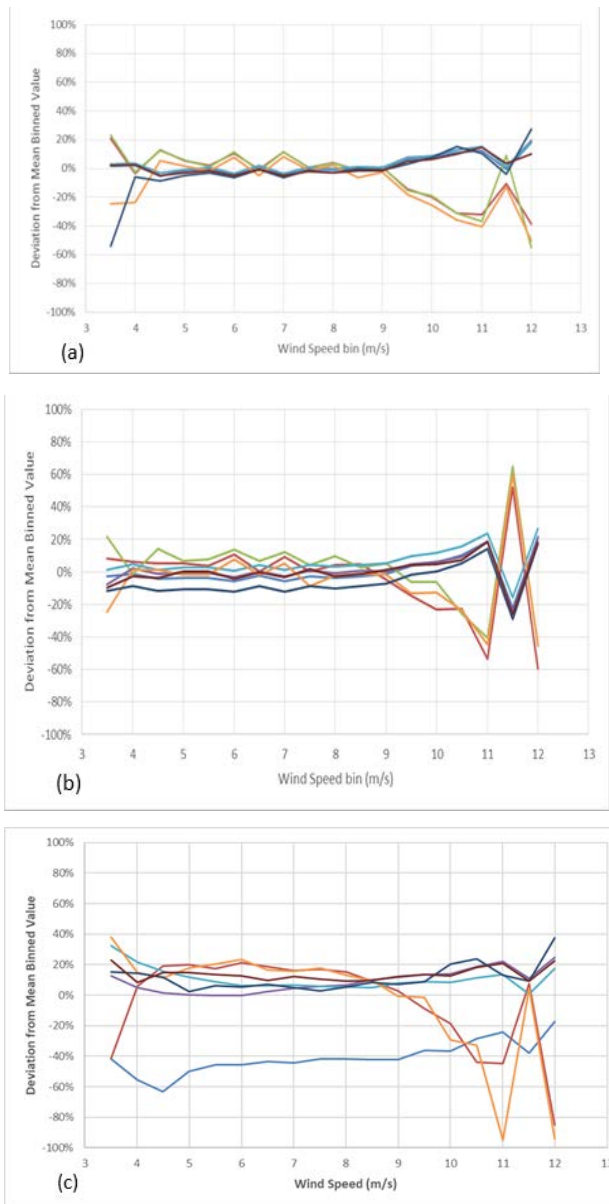 100%
80%
60%
40%
20%
0%
-20%
-40%
-60%
-80%
-100%
Deviation from Mean Binned Value
3 4 5 6 7 8 9 10 11 12 13
Wind Speed bin (m/s)
(a)
100%
80%
60%
40%
20%
0%
-20%
-40%
-60%
-80%
-100%
Deviation from Mean Binned Value
3 4 5 6 7 8 9 10 11 12 13
Wind Speed bin (m/s)
(b)
100%
80%
60%
40%
20%
0%
-20%
-40%
-60%
-80%
-100%
Deviation from Mean Binned Value
3 4 5 6 7 8 9 10 11 12 13
Wind Speed (m/s)
(c)